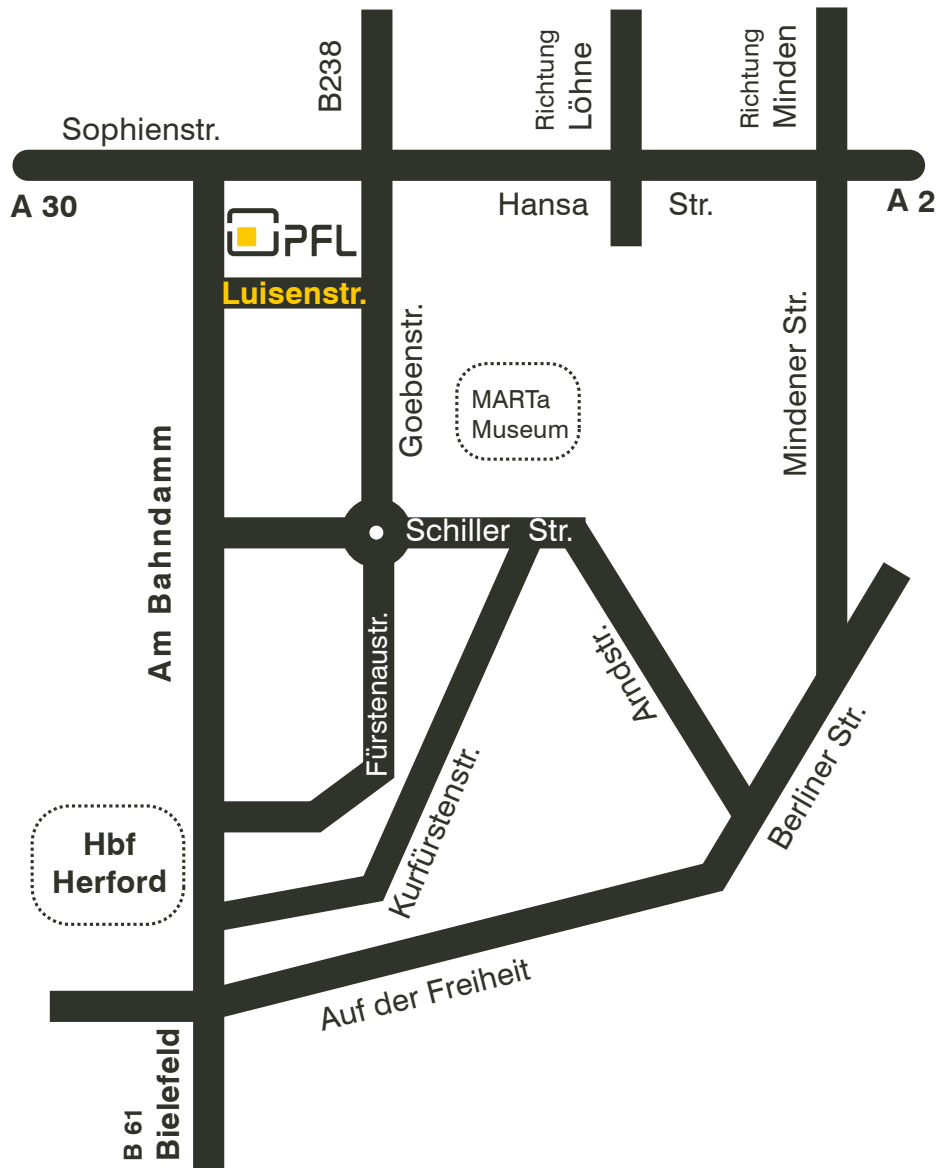 B238
Richtung
Löhne
Richtung
Minden
Sophienstr.
A 30
Hansa Str.
A 2
PFL
Luisenstr.
Goebenstr.
Mindener Str.
MARTa
Museum
Am Bahndamm
Schiller Str.
Fürstenaustr.
Arndstr.
Kurfürstenstr.
Berliner Str.
Hbf
Herford
Auf der Freiheit
B 61
Bielefeld